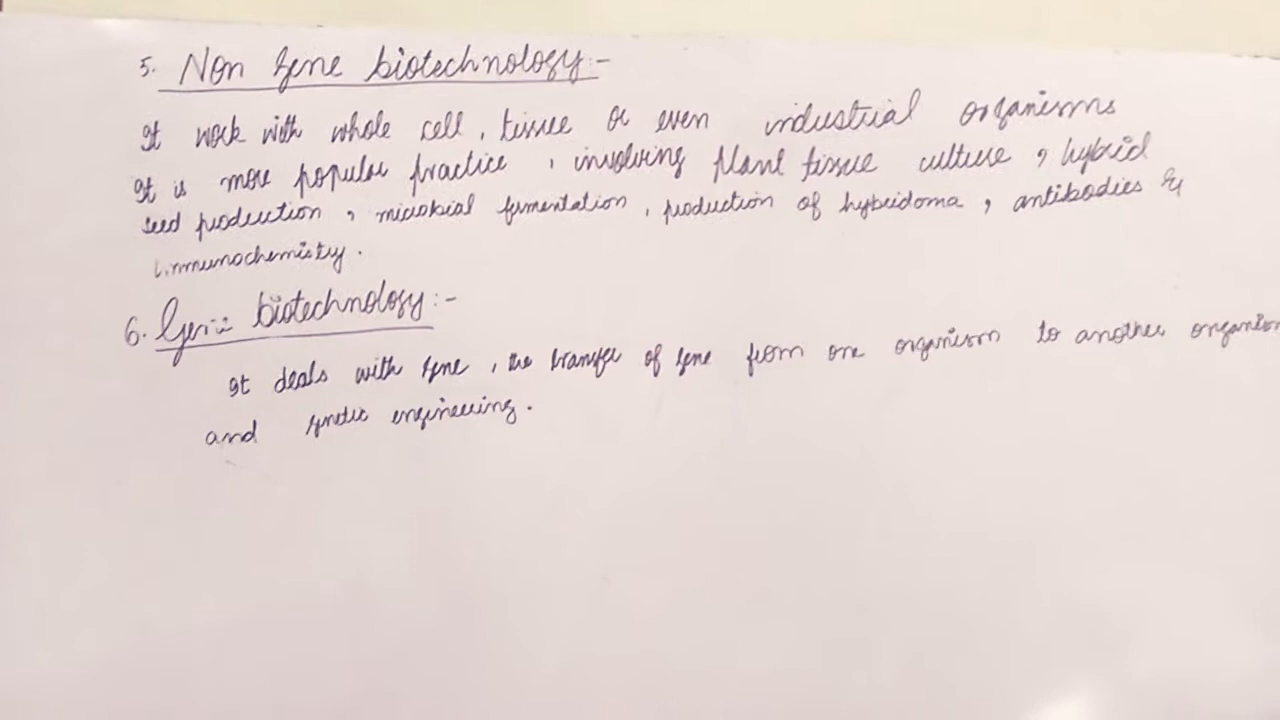 5. Non Gene biotechnology:-
It work with whole cell, tissue or even industrial organisms
It is more popular practice, involving Plant tissue culture, hybrid
seed production, microbial fermentation, production of hybridoma, antibodies &
immunochemistry.
6. Gene biotechnology:-
It deals with gene, the transfer of gene from one organism to another organism
and genetic engineering.